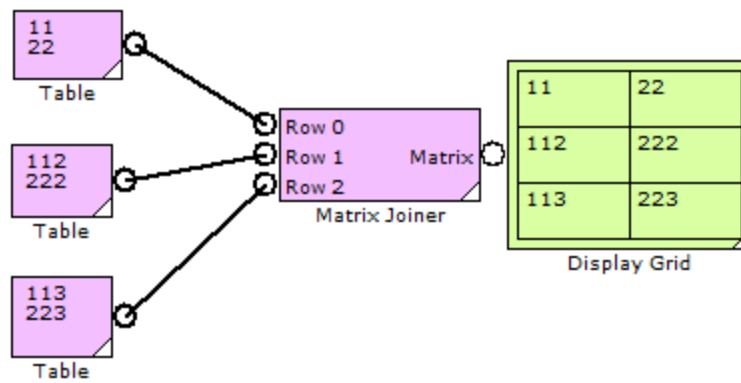 11
22
Table
112
222
Table
113
223
Table
Row 0
Row 1
Row 2
Matrix
Matrix Joiner
11 22
112 222
113 223
Display Grid